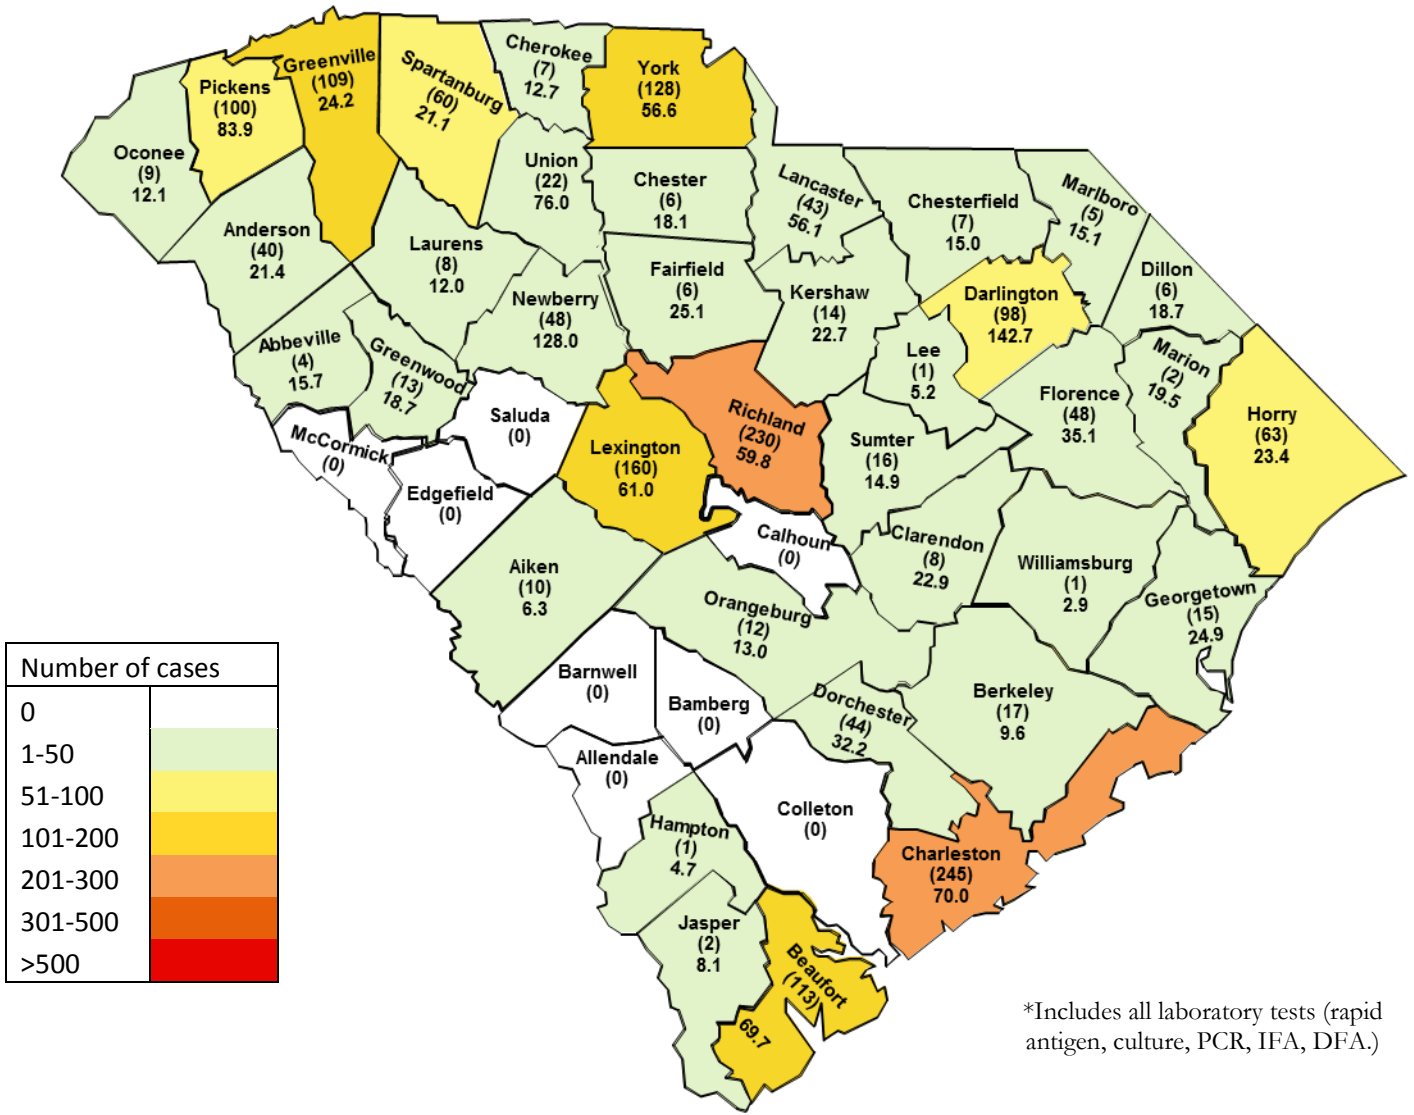 Cherokee
(7)
12.7
York
(128)
56.6
Greenville
(109)
24.2
Spartanburg
(60)
21.1
Pickens
(100)
83.9
Oconee
(9)
12.1
Union
(22)
76.0
Chester
(6)
18.1
Lancaster
(43)
56.1
Chesterfield
(7)
15.0
Marlboro
(5)
15.1
Anderson
(40)
21.4
Laurens
(8)
12.0
Fairfield
(6)
25.1
Kershaw
(14)
22.7
Darlington
(98)
142.7
Dillon
(6)
18.7
Newberry
(48)
128.0
Abbeville
(4)
15.7
Greenwood
(13)
18.7
Lee
(1)
5.2
Marion
(2)
19.5
Florence
(48)
35.1
Horry
(63)
23.4
Saluda
(0)
McCormick
(0)
Edgefield
(0)
Lexington
(160)
61.0
Richland
(230)
59.8
Sumter
(16)
14.9
Calhoun
(0)
Clarendon
(8)
22.9
Williamsburg
(1)
2.9
Georgetown
(15)
24.9
Aiken
(10)
6.3
Orangeburg
(12)
13.0
Barnwell
(0)
Bamberg
(0)
Dorchester
(44)
32.2
Berkeley
(17)
9.6
Allendale
(0)
Colleton
(0)
Hampton
(1)
4.7
Charleston
(245)
70.0
Jasper
(2)
8.1
Beaufort
(113)
69.7
Number of cases
0
1-50
51-100
101-200
201-300
301-500
>500
*Includes all laboratory tests (rapid
antigen, culture, PCR, IFA, DFA.)